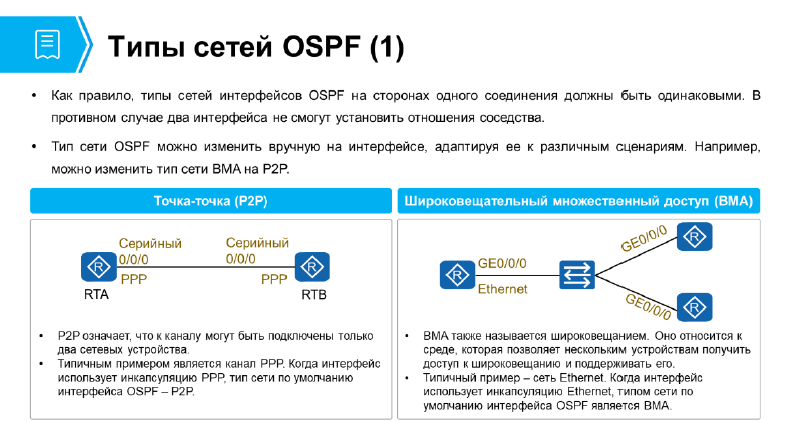 Типы сетей OSPF (1)
• Как правило, типы сетей интерфейсов OSPF на сторонах одного соединения должны быть одинаковыми. В
противном случае два интерфейса не смогут установить отношения соседства.
• Тип сети OSPF можно изменить вручную на интерфейсе, адаптируя ее к различным сценариям. Например,
можно изменить тип сети BMA на P2P.
Точка-точка (P2P)
Серийный
0/0/0
Серийный
0/0/0
R
R
PPP
PPP
RTA
RTB
• P2P означает, что к каналу могут быть подключены только
два сетевых устройства.
• Типичным примером является канал PPP. Когда интерфейс
использует инкапсуляцию PPP, тип сети по умолчанию
интерфейса OSPF – P2P.
Широковещательный множественный доступ (BMA)
GE0/0/0
R
GE0/0/0
R
Ethernet
GE0/0/0
R
• BMA также называется широковещанием. Оно относится к
среде, которая позволяет нескольким устройствам получить
доступ к широковещанию и поддерживать его.
• Типичный пример – сеть Ethernet. Когда интерфейс
использует инкапсуляцию Ethernet, типом сети по
умолчанию интерфейса OSPF является BMA.